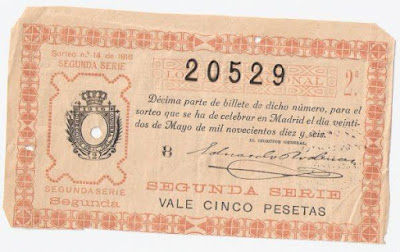 Sorteo n.º 14 de 1916
SEGUNDA SERIE
20529
2ª
Décima parte de billete de dicho número, para el
sorteo que se ha de celebrar en Madrid el día veinti-
dos de Mayo de mil novecientos diez y seis.
EL DIRECTOR GENERAL,
8
SEGUNDA SERIE
Segunda
SEGUNDA SERIE
VALE CINCO PESETAS